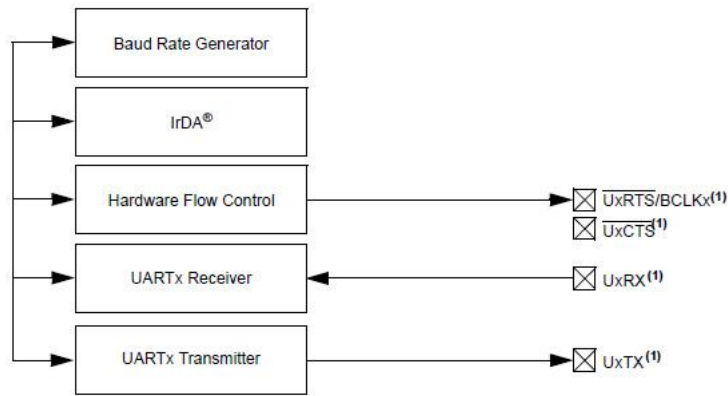 Baud Rate Generator
IrDA®
Hardware Flow Control
UxRTS/BCLKx(1)
UxCTS(1)
UARTx Receiver
UxRX(1)
UARTx Transmitter
UxTX(1)